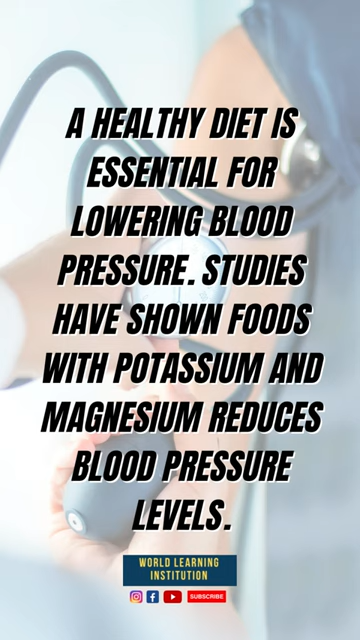 A HEALTHY DIET IS
ESSENTIAL FOR
LOWERING BLOOD
PRESSURE. STUDIES
HAVE SHOWN FOODS
WITH POTASSIUM AND
MAGNESIUM REDUCES
BLOOD PRESSURE
LEVELS.
WORLD LEARNING
INSTITUTION
SUBSCRIBE